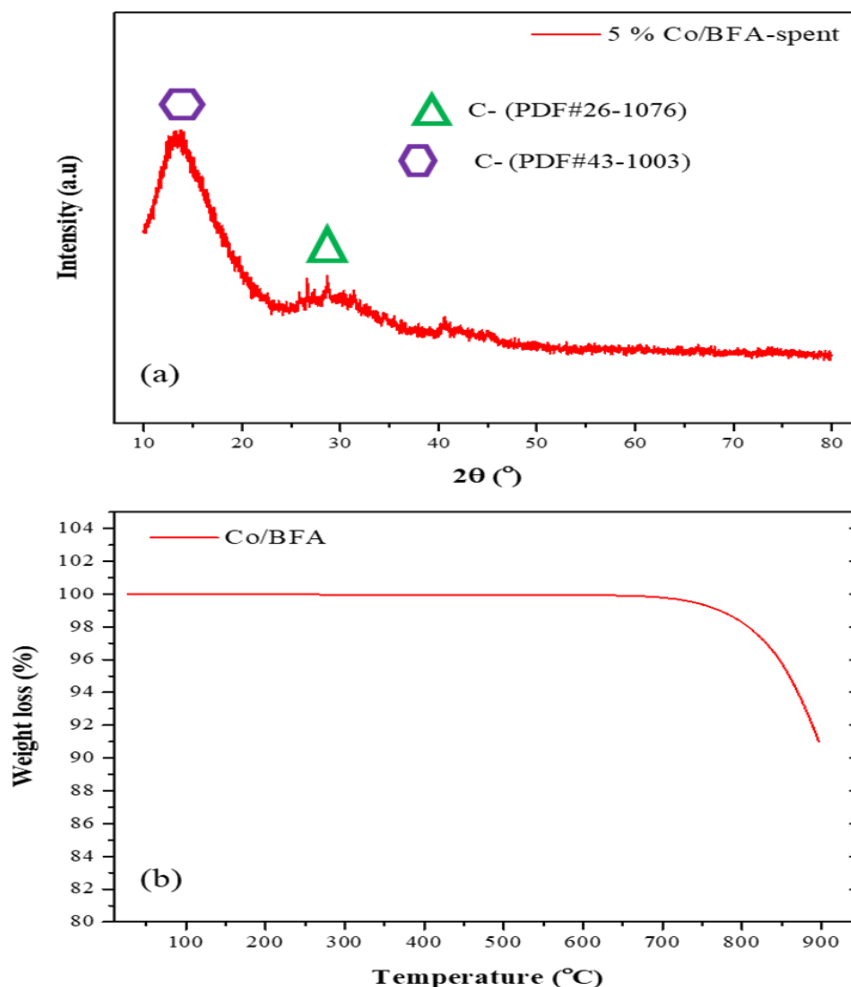 5 % Co/BFA-spent
C- (PDF#26-1076)
C- (PDF#43-1003)
Intensity (a.u)
(a)
10 20 30 40 50 60 70 80
2θ (°)
Co/BFA
104
102
100
98
96
94
92
90
88
86
84
82
80
Weight loss (%)
(b)
100 200 300 400 500 600 700 800 900
Temperature (°C)